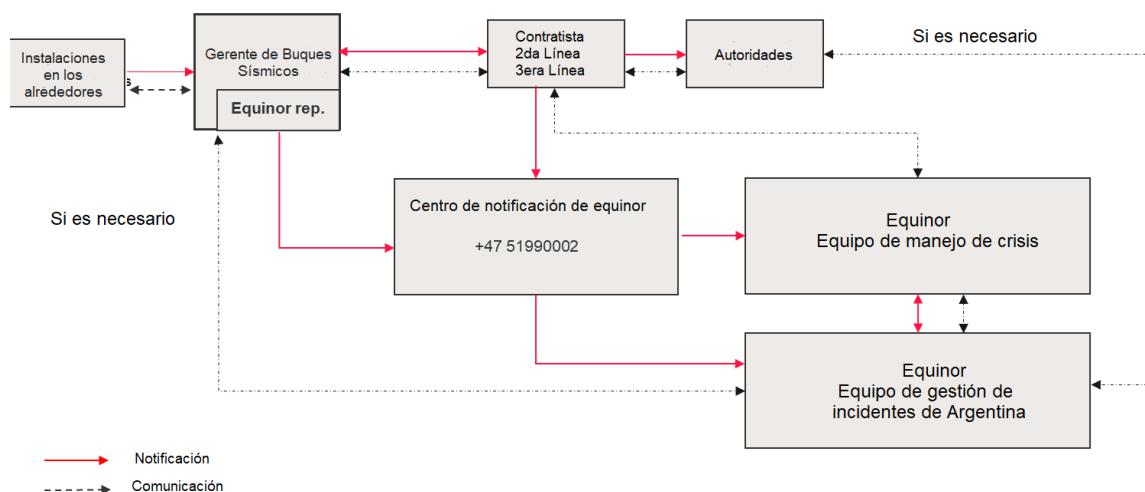 Instalaciones
en los
s
alrededores
Gerente de Buques
Sísmicos
Equinor rep.
Contratista
2da Línea
3era Línea
Autoridades
Si es necesario
Si es necesario
Centro de notificación de equinor
+47 51990002
Equinor
Equipo de manejo de crisis
Equinor
Equipo de gestión de
incidentes de Argentina
Notificación
Comunicación